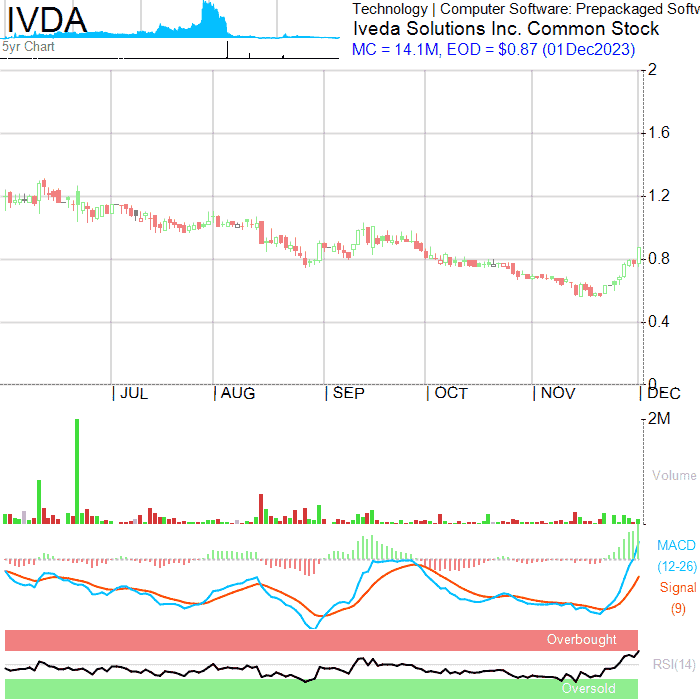 IVDA
5yr Chart
Technology | Computer Software: Prepackaged Softw
Iveda Solutions Inc. Common Stock
MC = 14.1M, EOD = $0.87 (01Dec2023)
2
1.6
1.2
0.8
0.4
0
| JUL | AUG | SEP | OCT | NOV | DEC
2M
Volume
MACD
(12-26)
Signal
(9)
Overbought
RSI(14)
Oversold